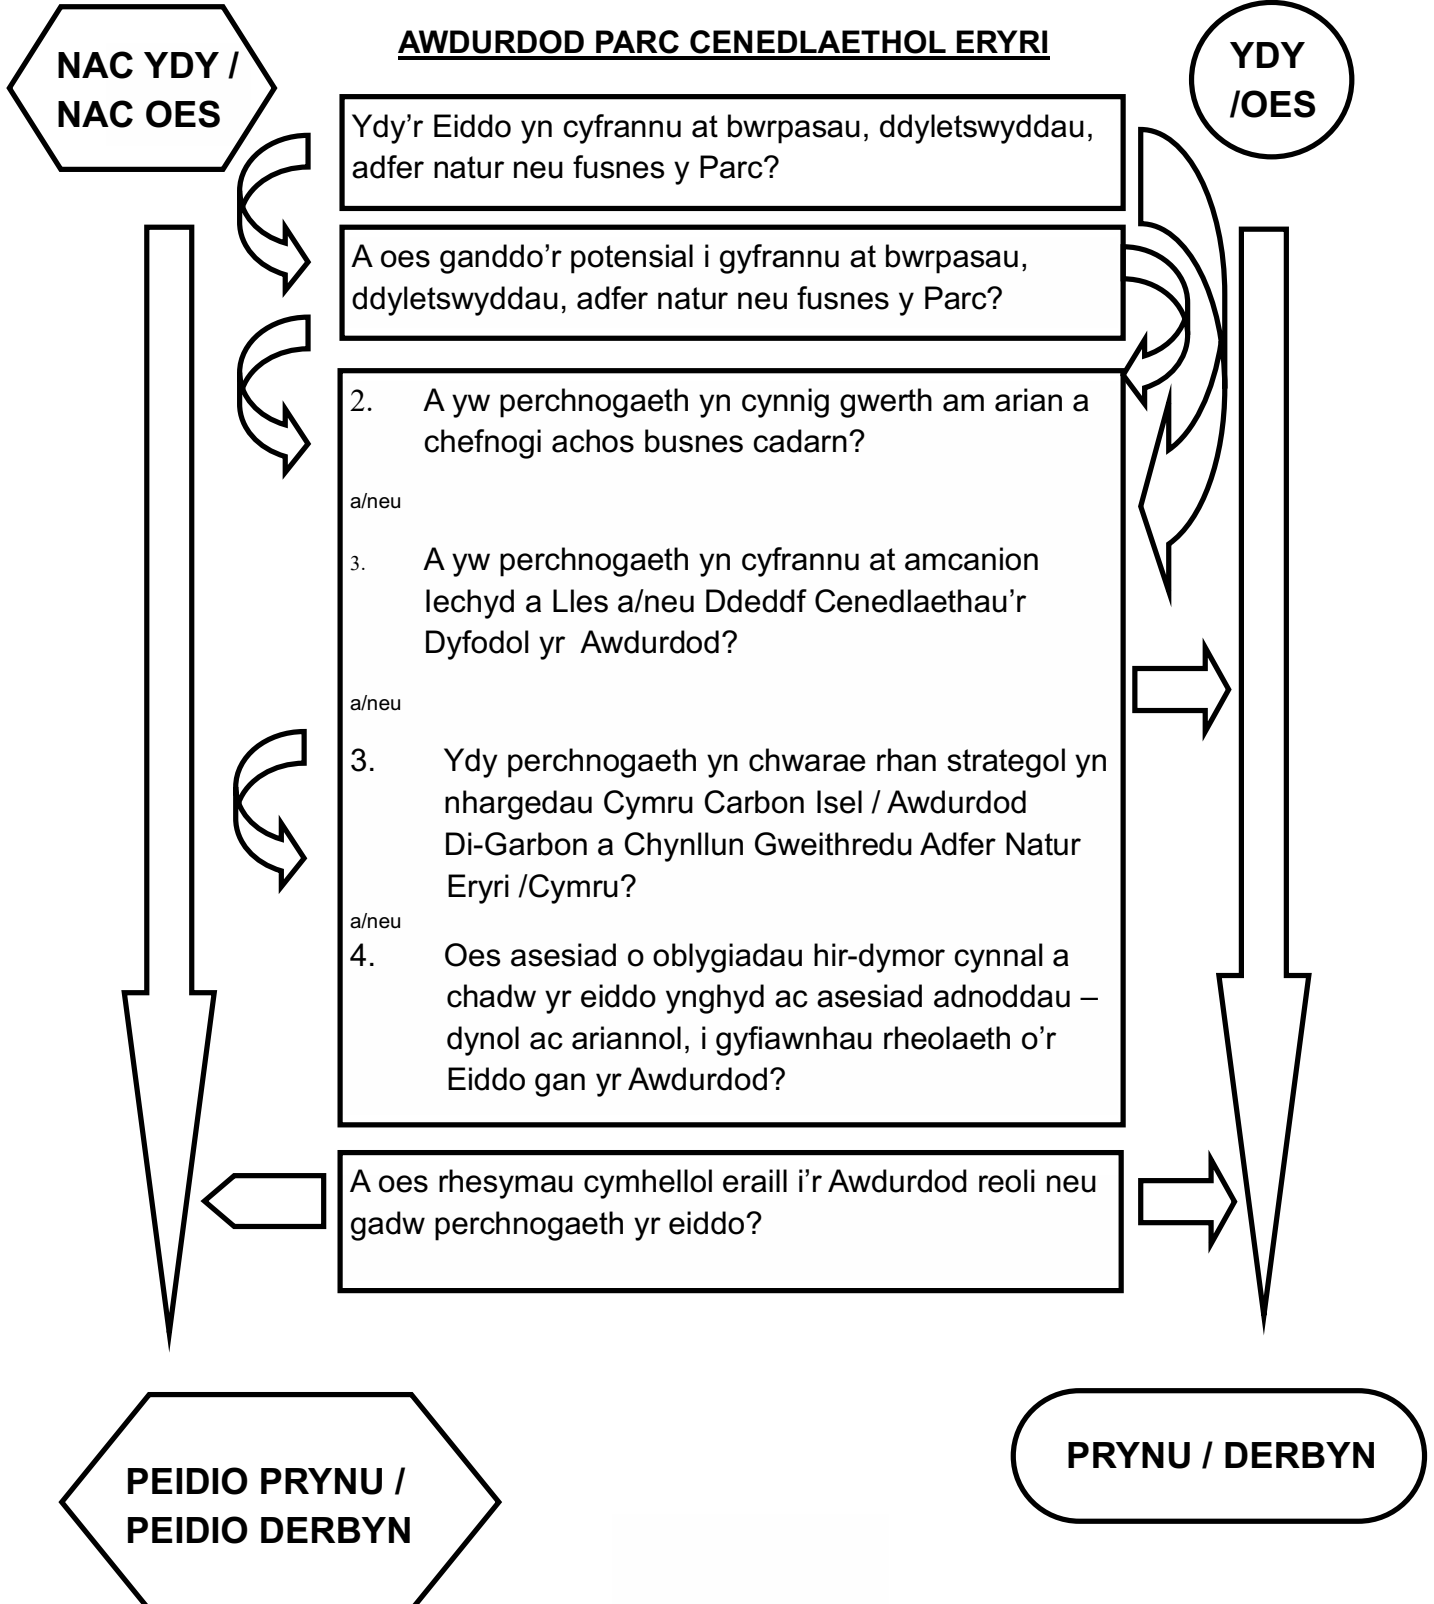 AWDURDOD PARC CENEDLAETHOL ERYRI
NAC YDY /
NAC OES
YDY
/OES
Ydy’r Eiddo yn cyfrannu at bwrpasau, ddyletswyddau,
adfer natur neu fusnes y Parc?
A oes ganddo’r potensial i gyfrannu at bwrpasau,
ddyletswyddau, adfer natur neu fusnes y Parc?
2. A yw perchnogaeth yn cynnig gwerth am arian a
chefnogi achos busnes cadarn?
a/neu
3. A yw perchnogaeth yn cyfrannu at amcanion
Iechyd a Lles a/neu Ddeddf Cenedlaethau’r
Dyfodol yr Awdurdod?
a/neu
3. Ydy perchnogaeth yn chwarae rhan strategol yn
nhargedau Cymru Carbon Isel / Awdurdod
Di-Garbon a Chynllun Gweithredu Adfer Natur
Eryri /Cymru?
a/neu
4. Oes asesiad o oblygiadau hir-dymor cynnal a
chadw yr eiddo ynghyd ac asesiad adnoddau –
dynol ac ariannol, i gyfiawnhau rheolaeth o’r
Eiddo gan yr Awdurdod?
A oes rhesymau cymhellol eraill i’r Awdurdod reoli neu
gadw perchnogaeth yr eiddo?
PEIDIO PRYNU /
PEIDIO DERBYN
PRYNU / DERBYN